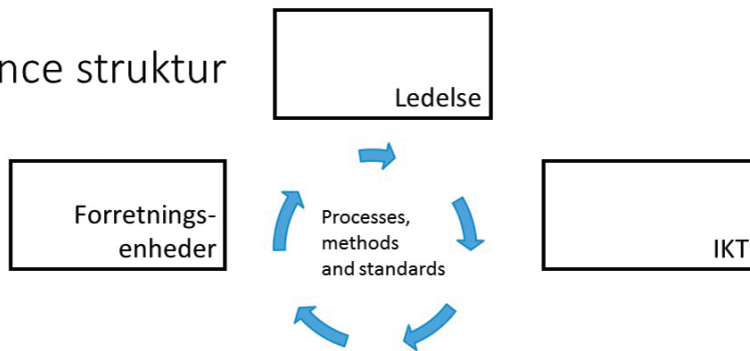 nce struktur
Ledelse
Forretnings-
enheder
Processes,
methods
and standards
IKT